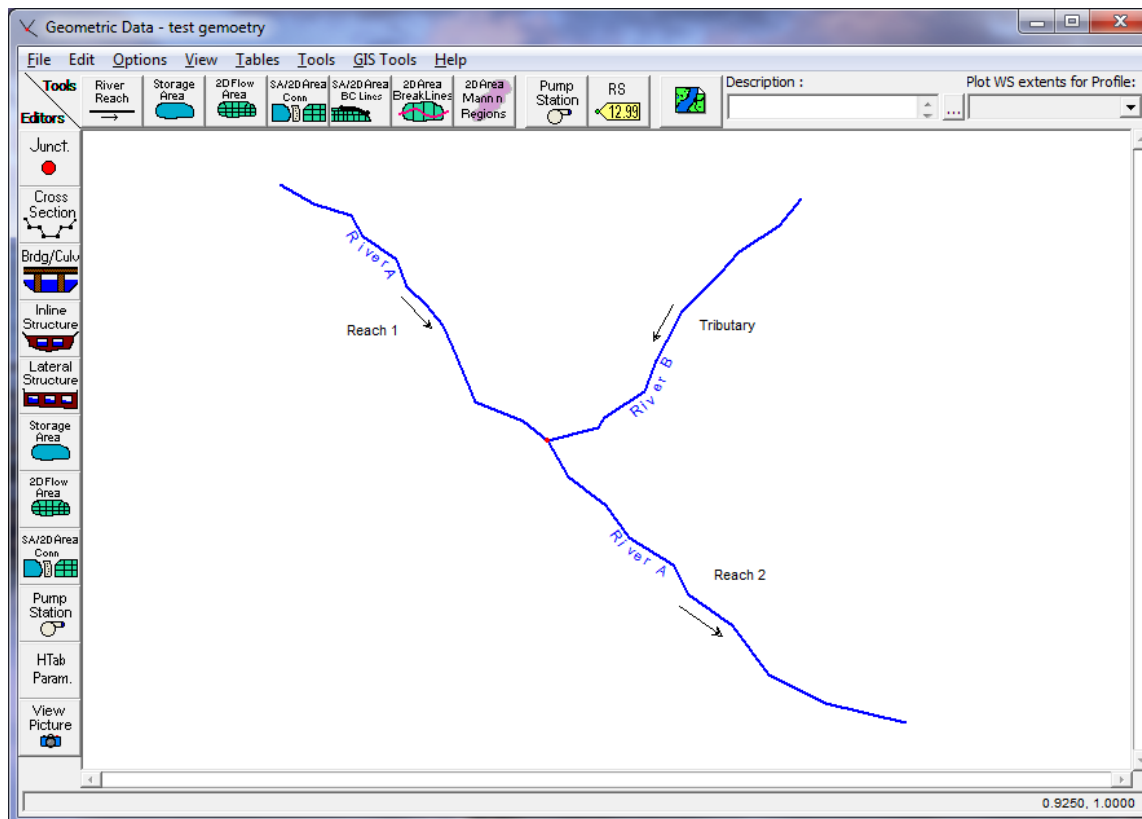 Geometric Data - test gemoetry
File Edit Options View Tables Tools GIS Tools Help
Tools
Editors
River
Reach
Storage
Area
2D Flow
Area
SA/2D Area
Conn
SA/2D Area
BC Lines
2D Area
BreakLines
2D Area
Mann n
Regions
Pump
Station
RS
12.99
Description :
...
Plot WS extents for Profile:
Junct.
Cross
Section
Brdg/Culv
Inline
Structure
Lateral
Structure
Storage
Area
2D Flow
Area
SA/2D Area
Conn
Pump
Station
HTab
Param.
View
Picture
River A
Reach 1
Tributary
River B
River A
Reach 2
0.9250, 1.0000